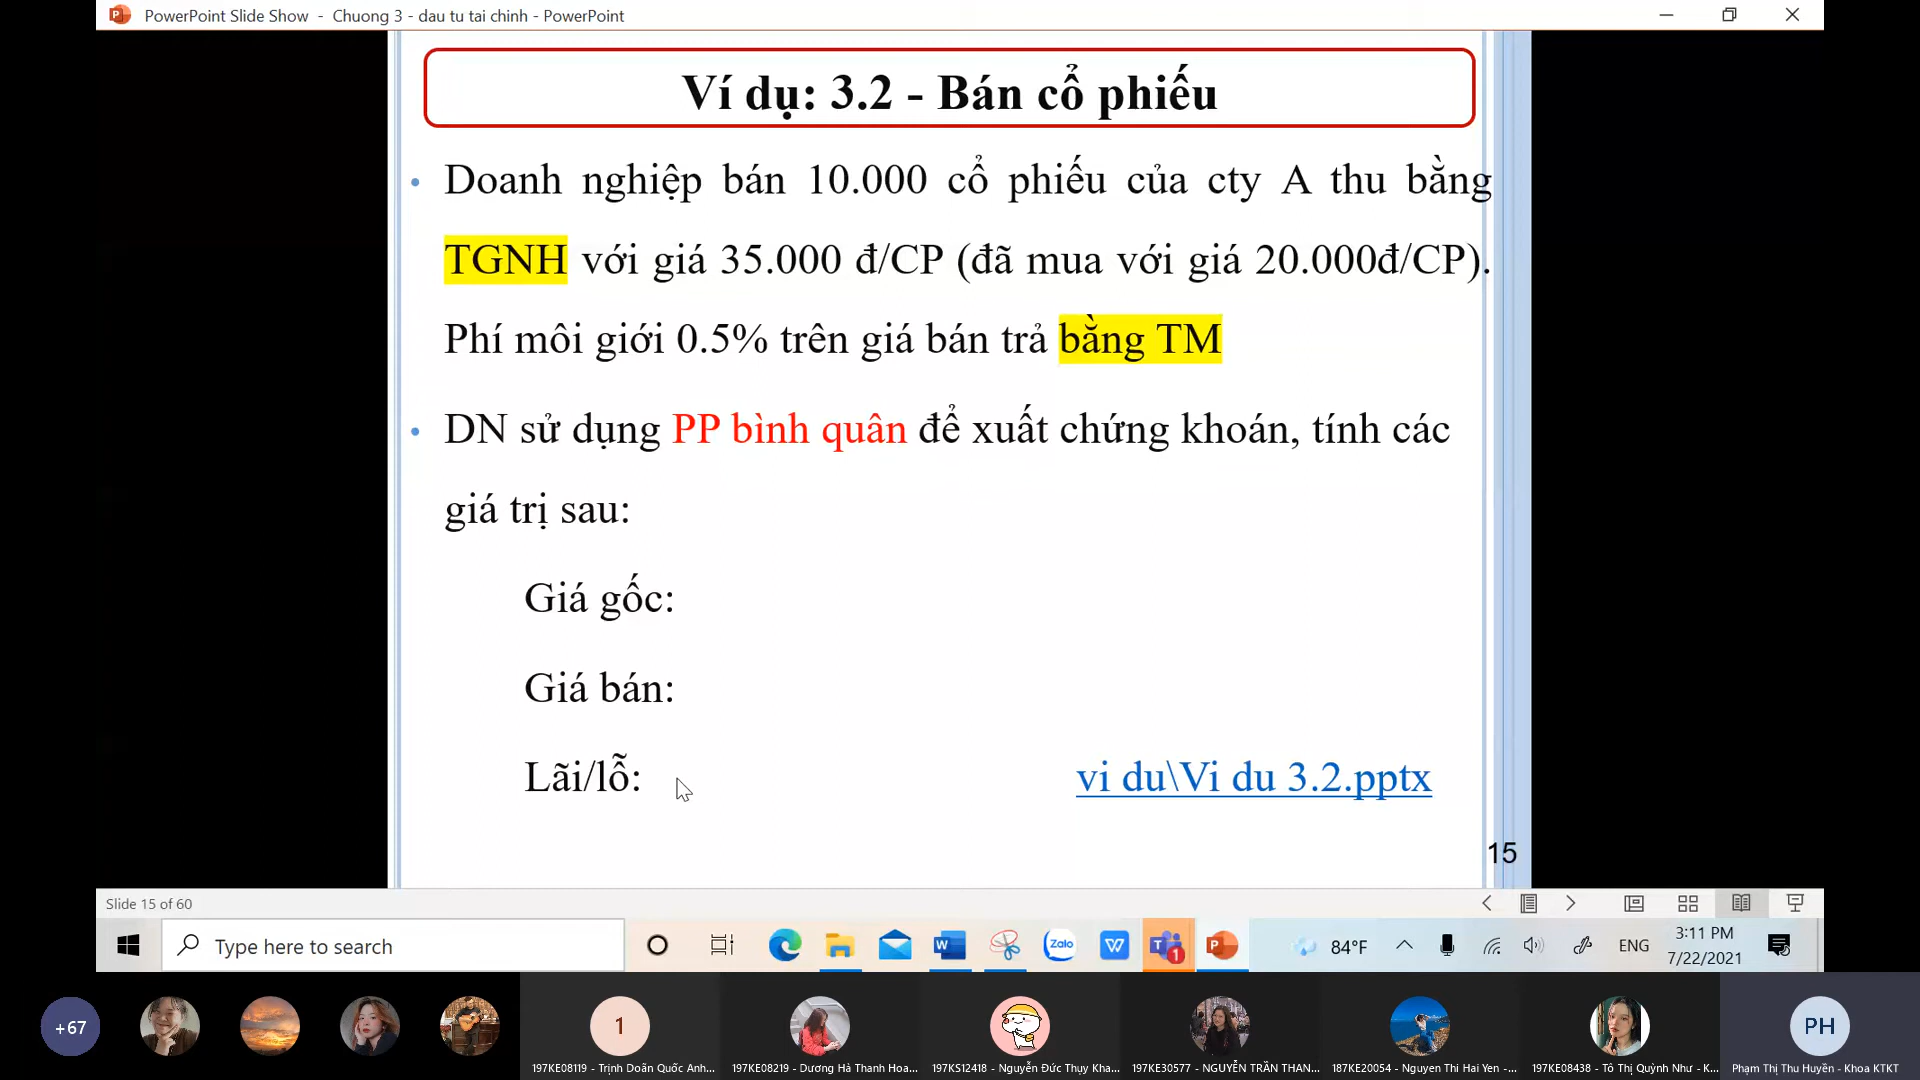 PowerPoint Slide Show - Chuong 3 - dau tu tai chinh - PowerPoint
Ví dụ: 3.2 - Bán cổ phiếu
• Doanh nghiệp bán 10.000 cổ phiếu của cty A thu bằng
TGNH với giá 35.000 đ/CP (đã mua với giá 20.000đ/CP).
Phí môi giới 0.5% trên giá bán trả bằng TM
• DN sử dụng PP bình quân để xuất chứng khoán, tính các
giá trị sau:
Giá gốc:
Giá bán:
Lãi/lỗ:
vi du\Vi du 3.2.pptx
15
Slide 15 of 60
Type here to search
Zalo
1
84°F
ENG
3:11 PM
7/22/2021
+67
1
PH
197KE08119 - Trịnh Doãn Quốc Anh...
197KE08219 - Dương Hà Thanh Hoa...
197KS12418 - Nguyễn Đức Thụy Kha...
197KE30577 - NGUYỄN TRẦN THAN...
187KE20054 - Nguyen Thi Hai Yen -...
197KE08438 - Tô Thị Quỳnh Như - K...
Phạm Thị Thu Huyền - Khoa KTKT